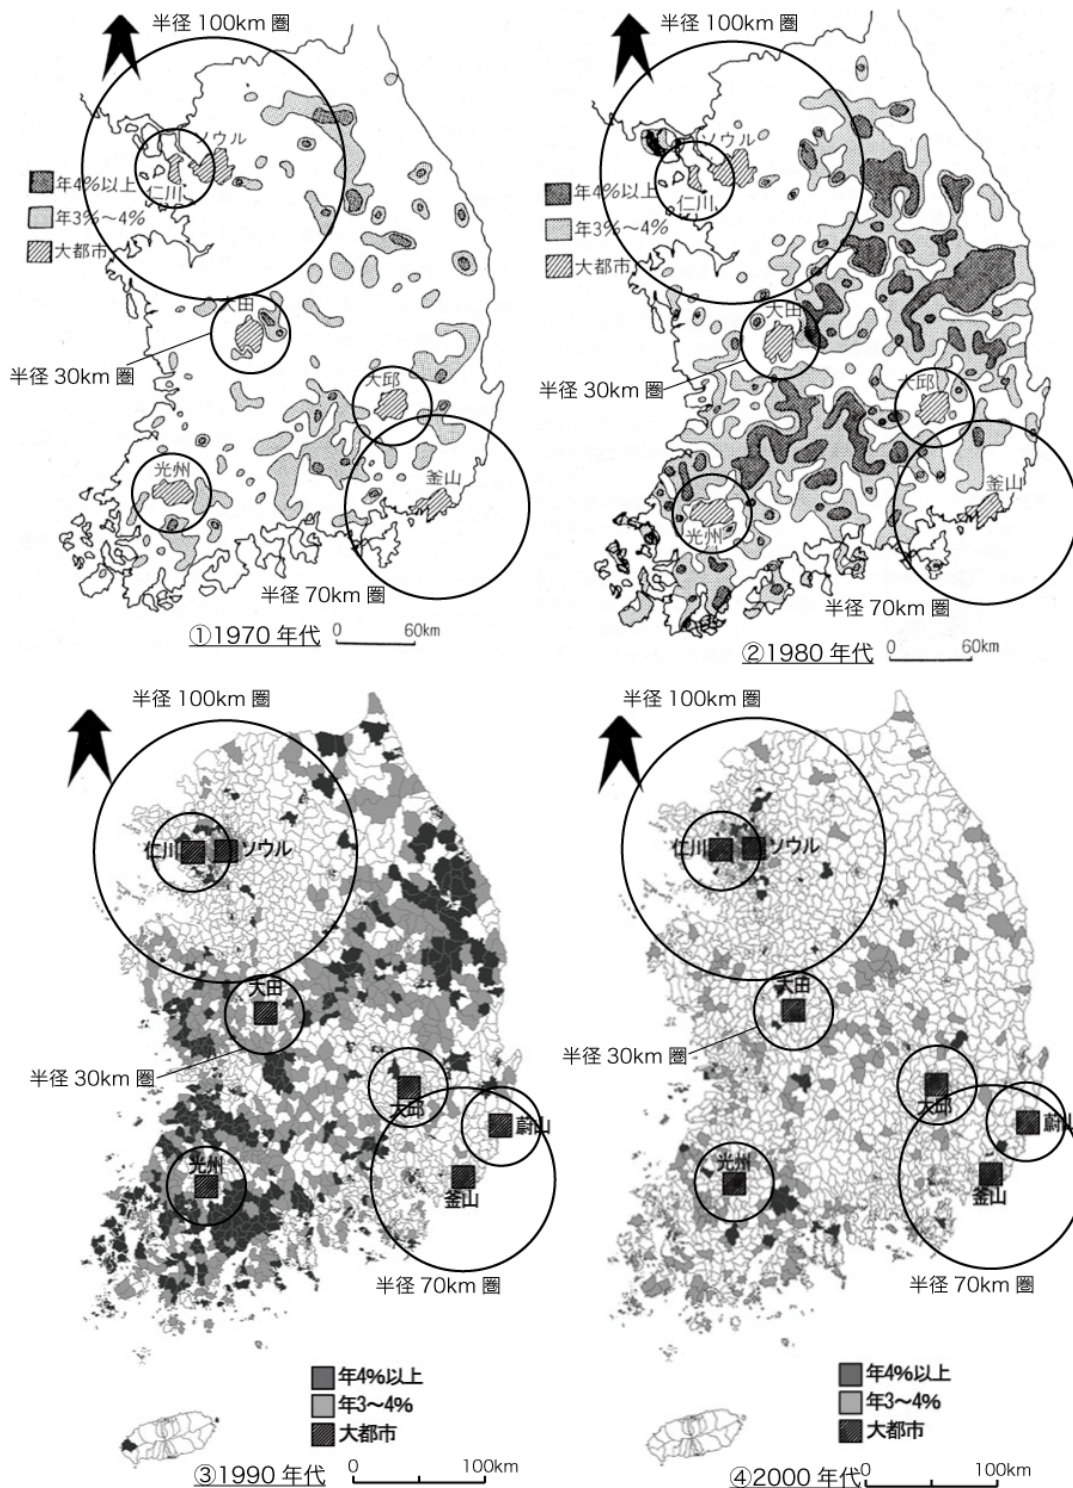 半径 100km 圏
ソウル
仁川
年4%以上
年3%~4%
大都市
大田
半径 30km 圏
大邱
光州
釜山
半径 70km 圏
①1970 年代
0 60km
半径 100km 圏
ソウル
仁川
年4%以上
年3%~4%
大都市
大田
半径 30km 圏
大邱
釜山
光州
半径 70km 圏
②1980 年代
0 60km
半径 100km 圏
仁川
ソウル
大田
半径 30km 圏
大邱
蔚山
光州
釜山
半径 70km 圏
年4%以上
年3~4%
大都市
③1990 年代
0 100km
半径 100km 圏
仁川
ソウル
大田
半径 30km 圏
大邱
蔚山
光州
釜山
半径 70km 圏
年4%以上
年3~4%
大都市
④2000 年代
0 100km